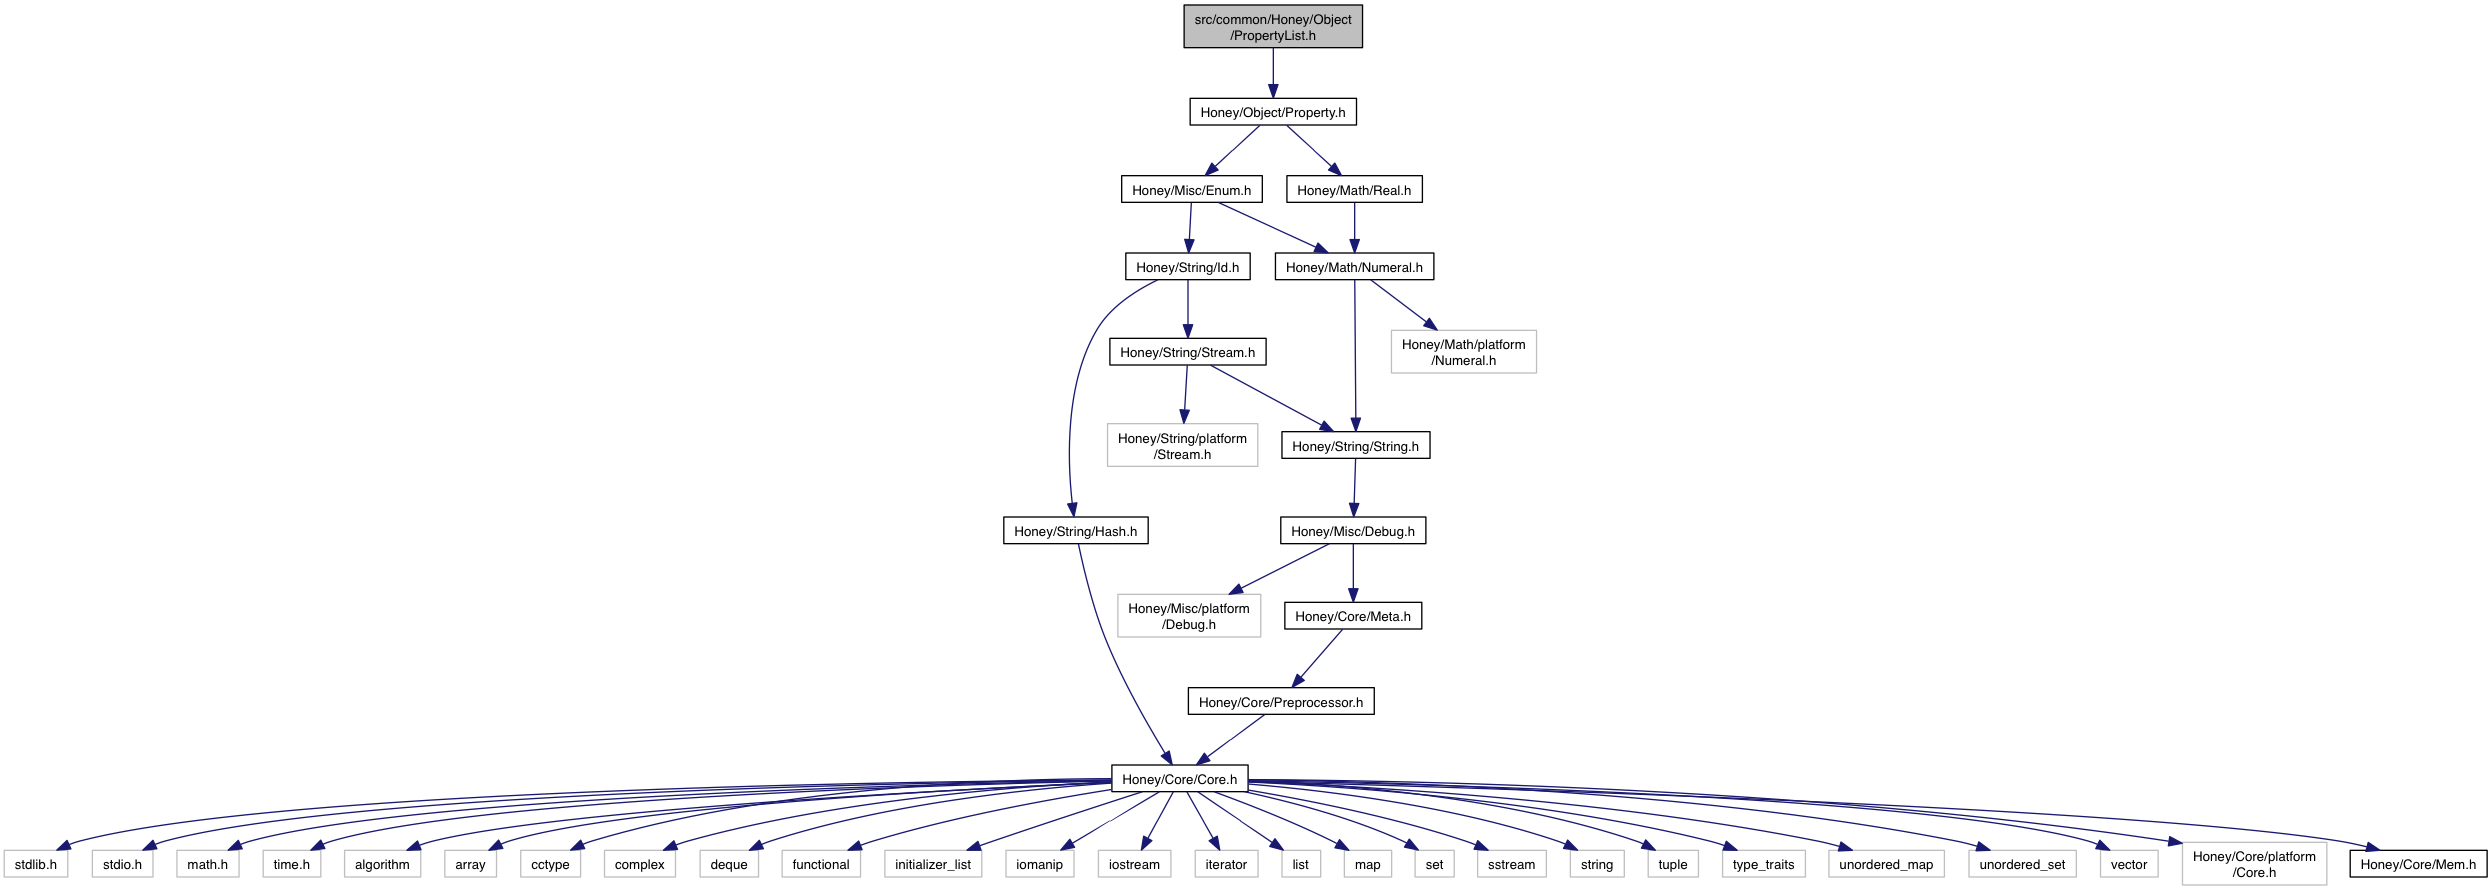 src/common/Honey/Object
/PropertyList.h
Honey/Object/Property.h
Honey/Misc/Enum.h
Honey/Math/Real.h
Honey/String/Id.h
Honey/Math/Numeral.h
Honey/String/Stream.h
Honey/Math/platform
/Numeral.h
Honey/String/platform
/Stream.h
Honey/String/String.h
Honey/String/Hash.h
Honey/Misc/Debug.h
Honey/Misc/platform
/Debug.h
Honey/Core/Meta.h
Honey/Core/Preprocessor.h
Honey/Core/Core.h
stdlib.h
stdio.h
math.h
time.h
algorithm
array
cctype
complex
deque
functional
initializer_list
iomanip
iostream
iterator
list
map
set
sstream
string
tuple
type_traits
unordered_map
unordered_set
vector
Honey/Core/platform
/Core.h
Honey/Core/Mem.h